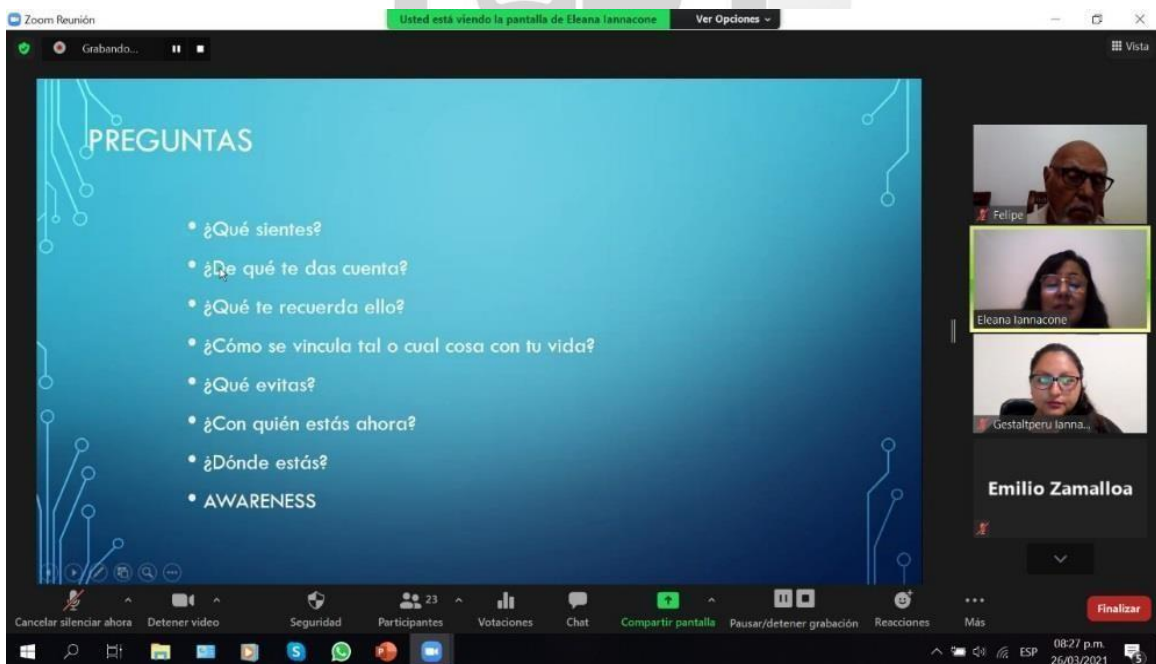 Zoom Reunión
Usted está viendo la pantalla de Eleana Iannacone
Ver Opciones
Grabando...
Vista
PREGUNTAS
• ¿Qué sientes?
• ¿De qué te das cuenta?
• ¿Qué te recuerda ello?
• ¿Cómo se vincula tal o cual cosa con tu vida?
• ¿Qué evitas?
• ¿Con quién estás ahora?
• ¿Dónde estás?
• AWARENESS
Felipe
Eleana Iannacone
Gestaltperu Ianna...
Emilio Zamalloa
23
Cancelar silenciar ahora
Detener video
Seguridad
Participantes
Votaciones
Chat
Compartir pantalla
Pausar/detener grabación
Reacciones
Más
Finalizar
ESP
08:27 p.m.
26/03/2021
5